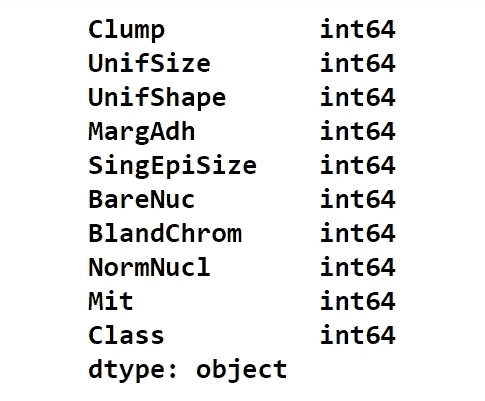 Clump int64
UnifSize int64
UnifShape int64
MargAdh int64
SingEpiSize int64
BareNuc int64
BlandChrom int64
NormNucl int64
Mit int64
Class int64
dtype: object